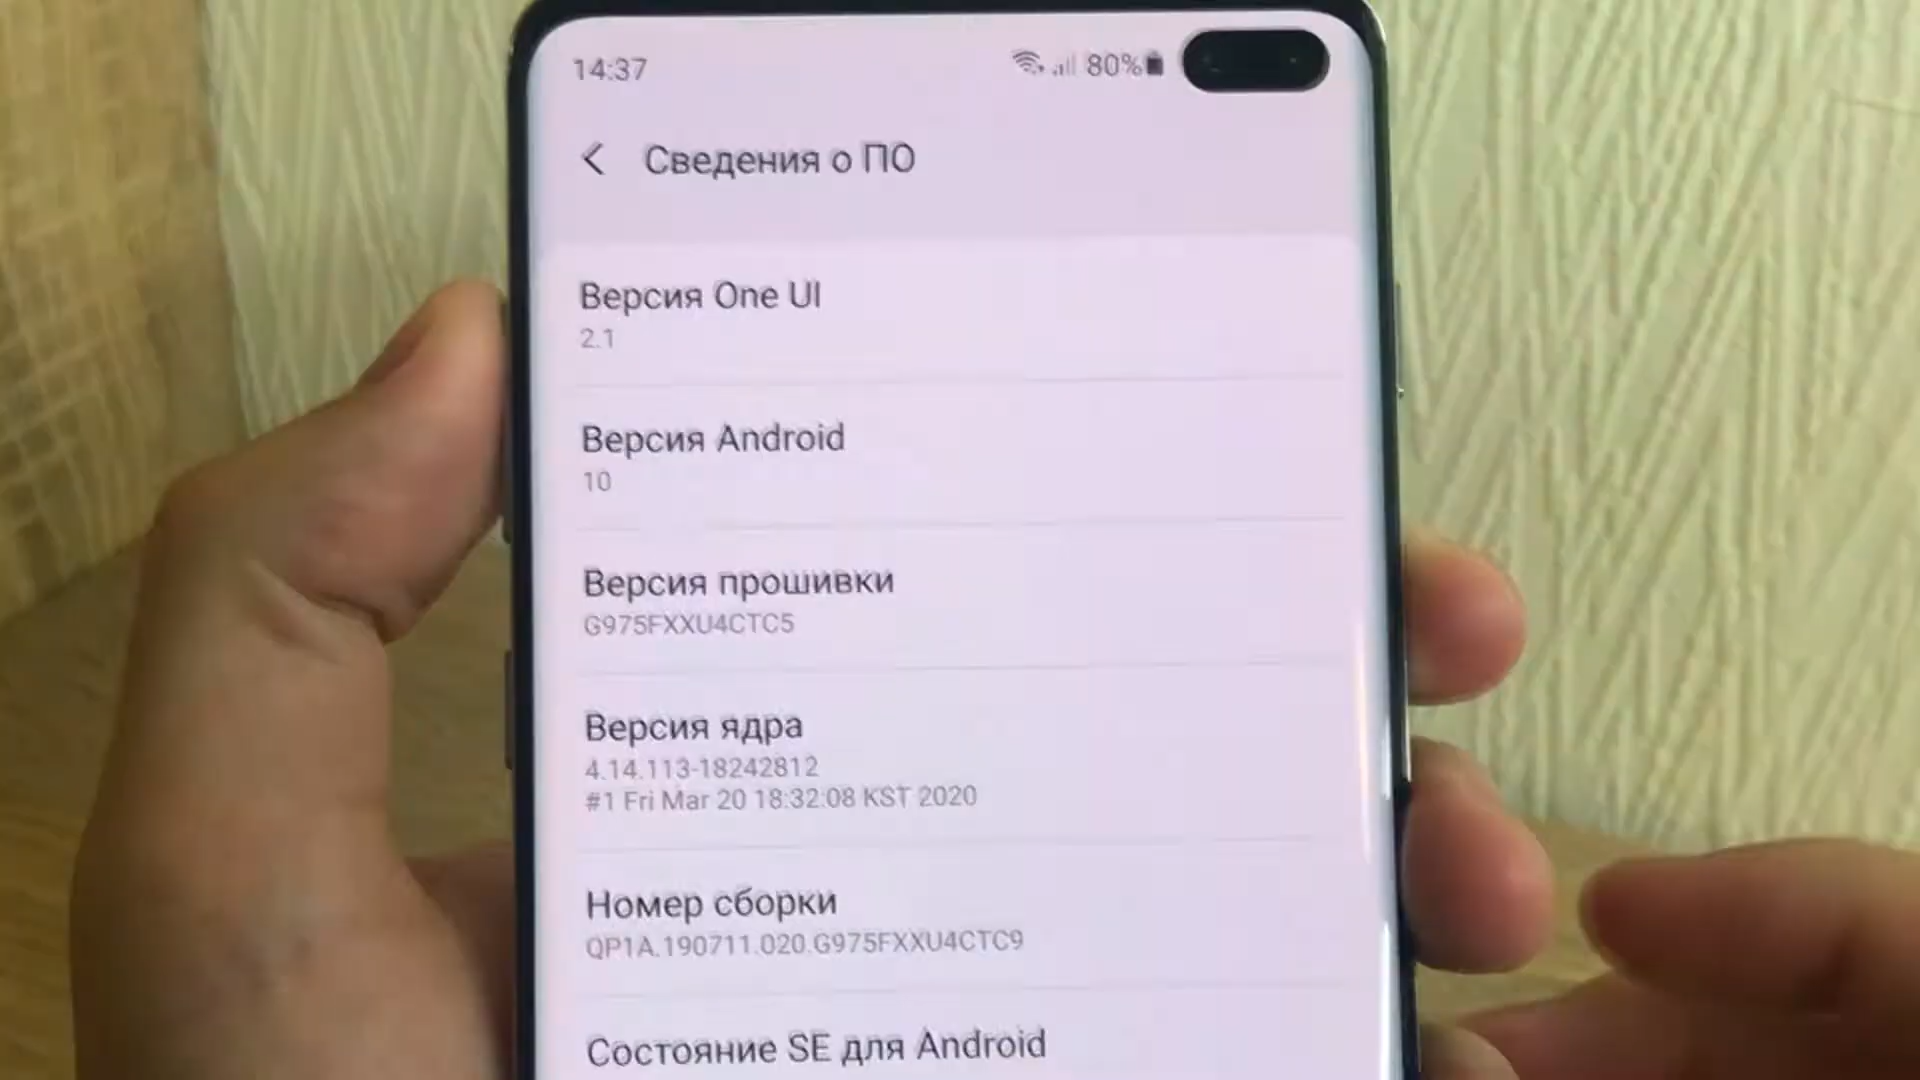 14:37
80%
Сведения о ПО
Версия One UI
2.1
Версия Android
10
Версия прошивки
G975FXXU4CTC5
Версия ядра
4.14.113-18242812
#1 Fri Mar 20 18:32:08 KST 2020
Номер сборки
QP1A.190711.020.G975FXXU4CTC9
Состояние SE для Android